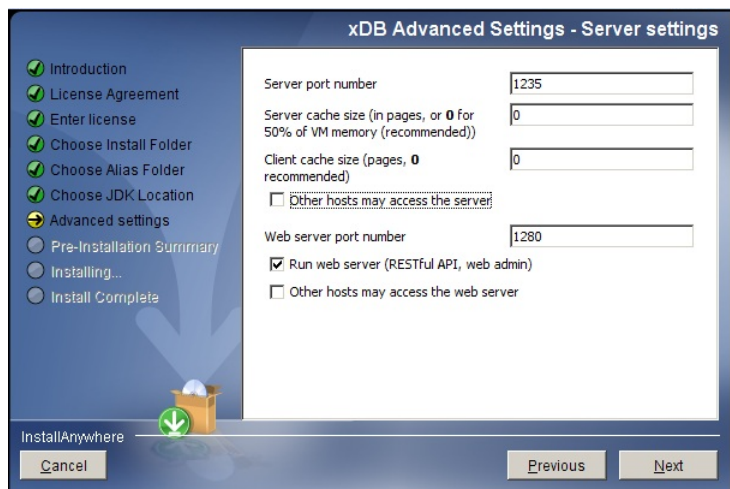 xDB Advanced Settings - Server settings
Introduction
License Agreement
Enter license
Choose Install Folder
Choose Alias Folder
Choose JDK Location
Advanced settings
Pre-Installation Summary
Installing...
Install Complete
Server port number
1235
Server cache size (in pages, or 0 for
50% of VM memory (recommended))
0
Client cache size (pages, 0
recommended)
0
Other hosts may access the server
Web server port number
1280
Run web server (RESTful API, web admin)
Other hosts may access the web server
InstallAnywhere
Cancel
Previous
Next